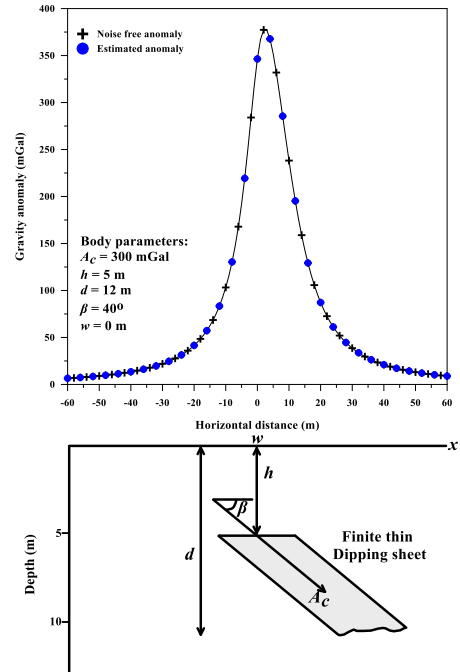 400
350
300
250
200
150
100
50
0
Gravity anomaly (mGal)
Noise free anomaly
Estimated anomaly
Body parameters:
A_C = 300 mGal
h = 5 m
d = 12 m
β = 40º
w = 0 m
-60 -50 -40 -30 -20 -10 0 10 20 30 40 50 60
Horizontal distance (m)
w
x
h
β
5
Finite thin
Dipping sheet
d
Depth (m)
A_C
10